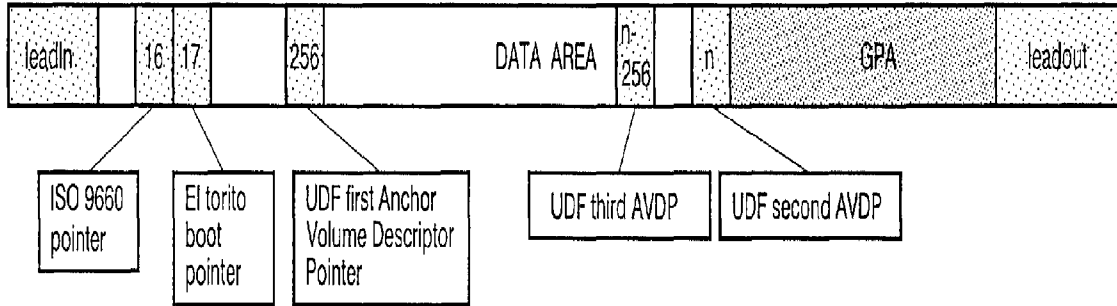 leadIn
16
17
256
DATA AREA
n-
256
n
GPA
leadout
ISO 9660
pointer
El torito
boot
pointer
UDF first Anchor
Volume Descriptor
Pointer
UDF third AVDP
UDF second AVDP